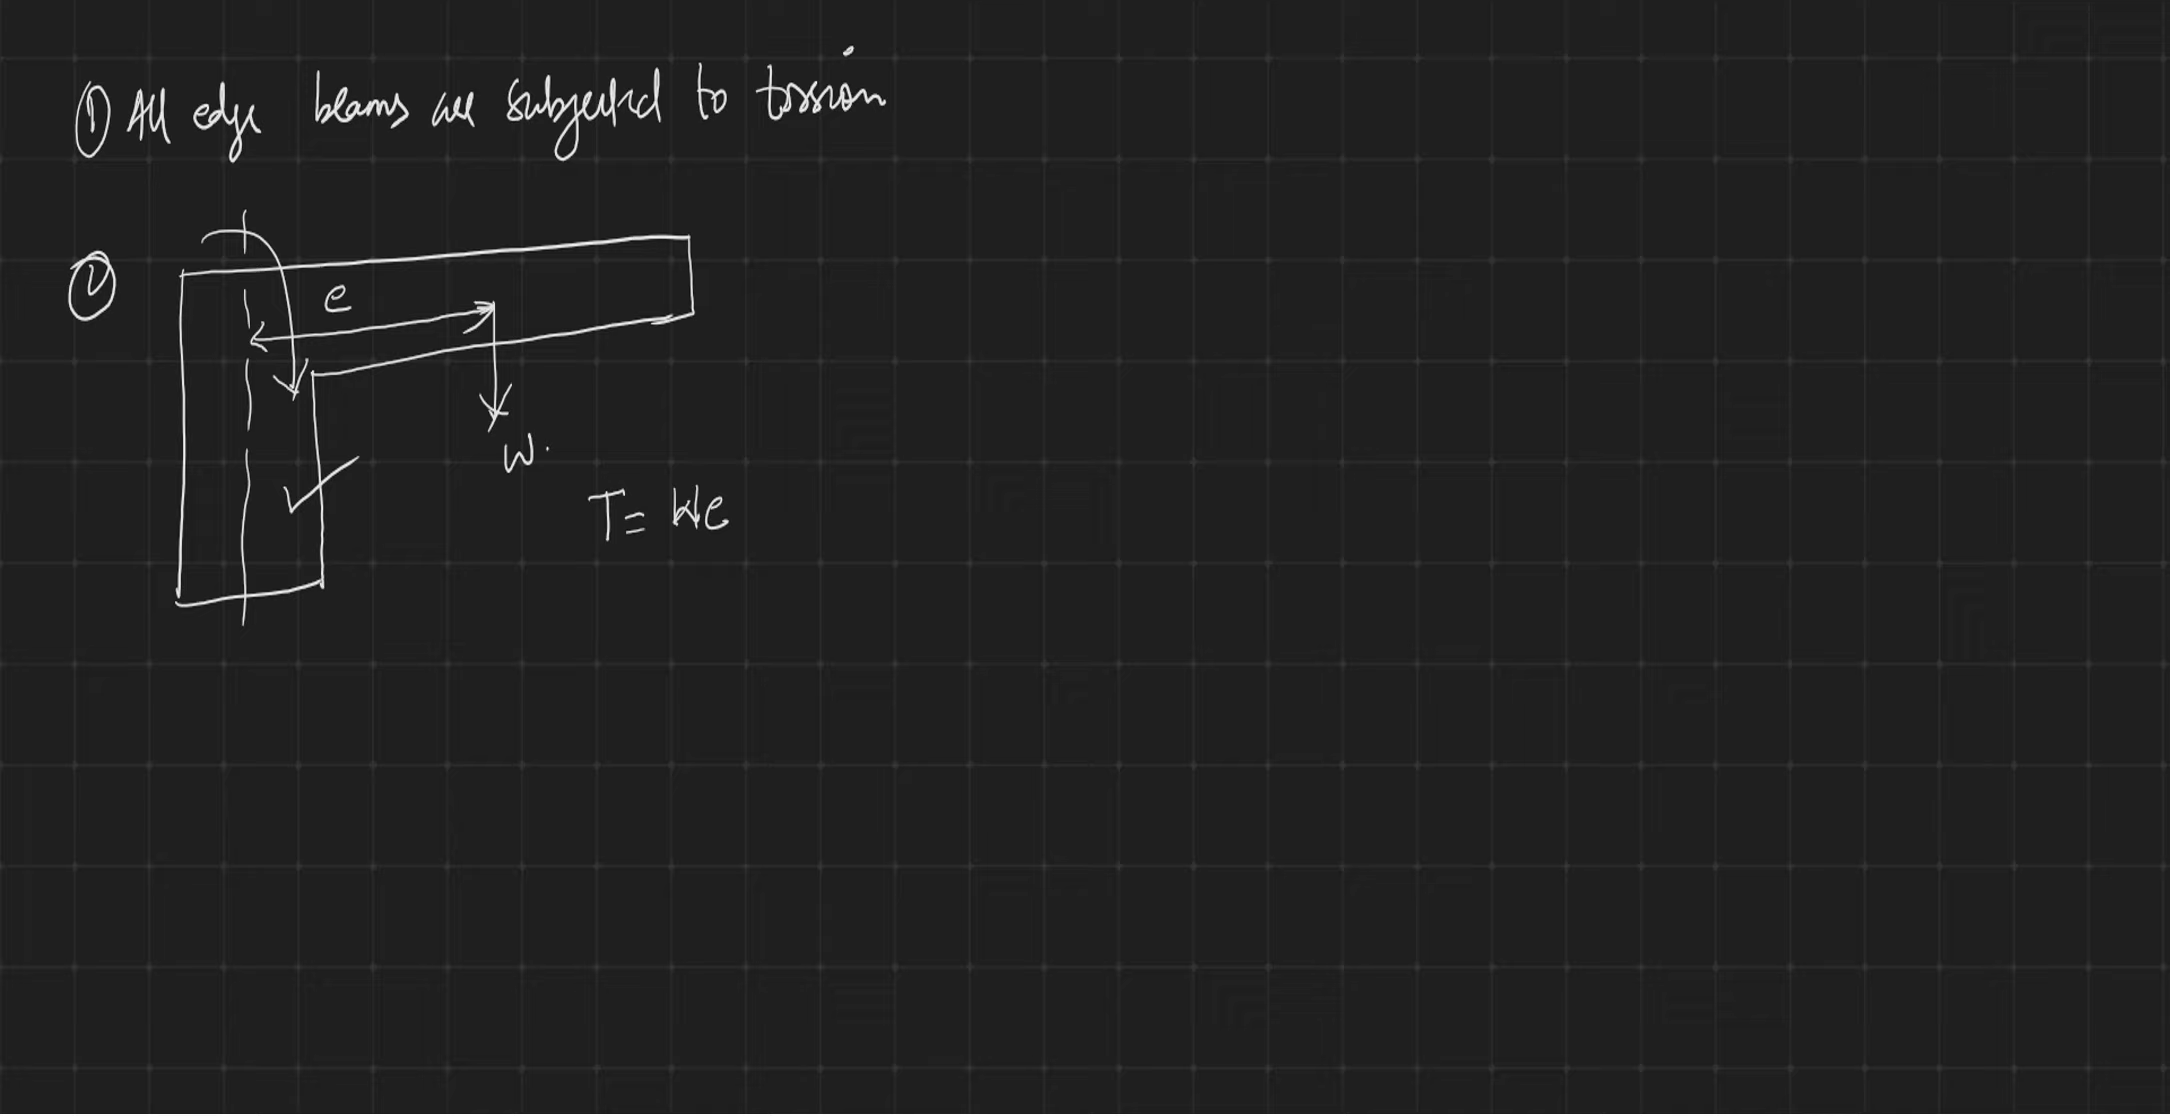 ① All edge beams are subjected to torsion
②
e
W.
T = We